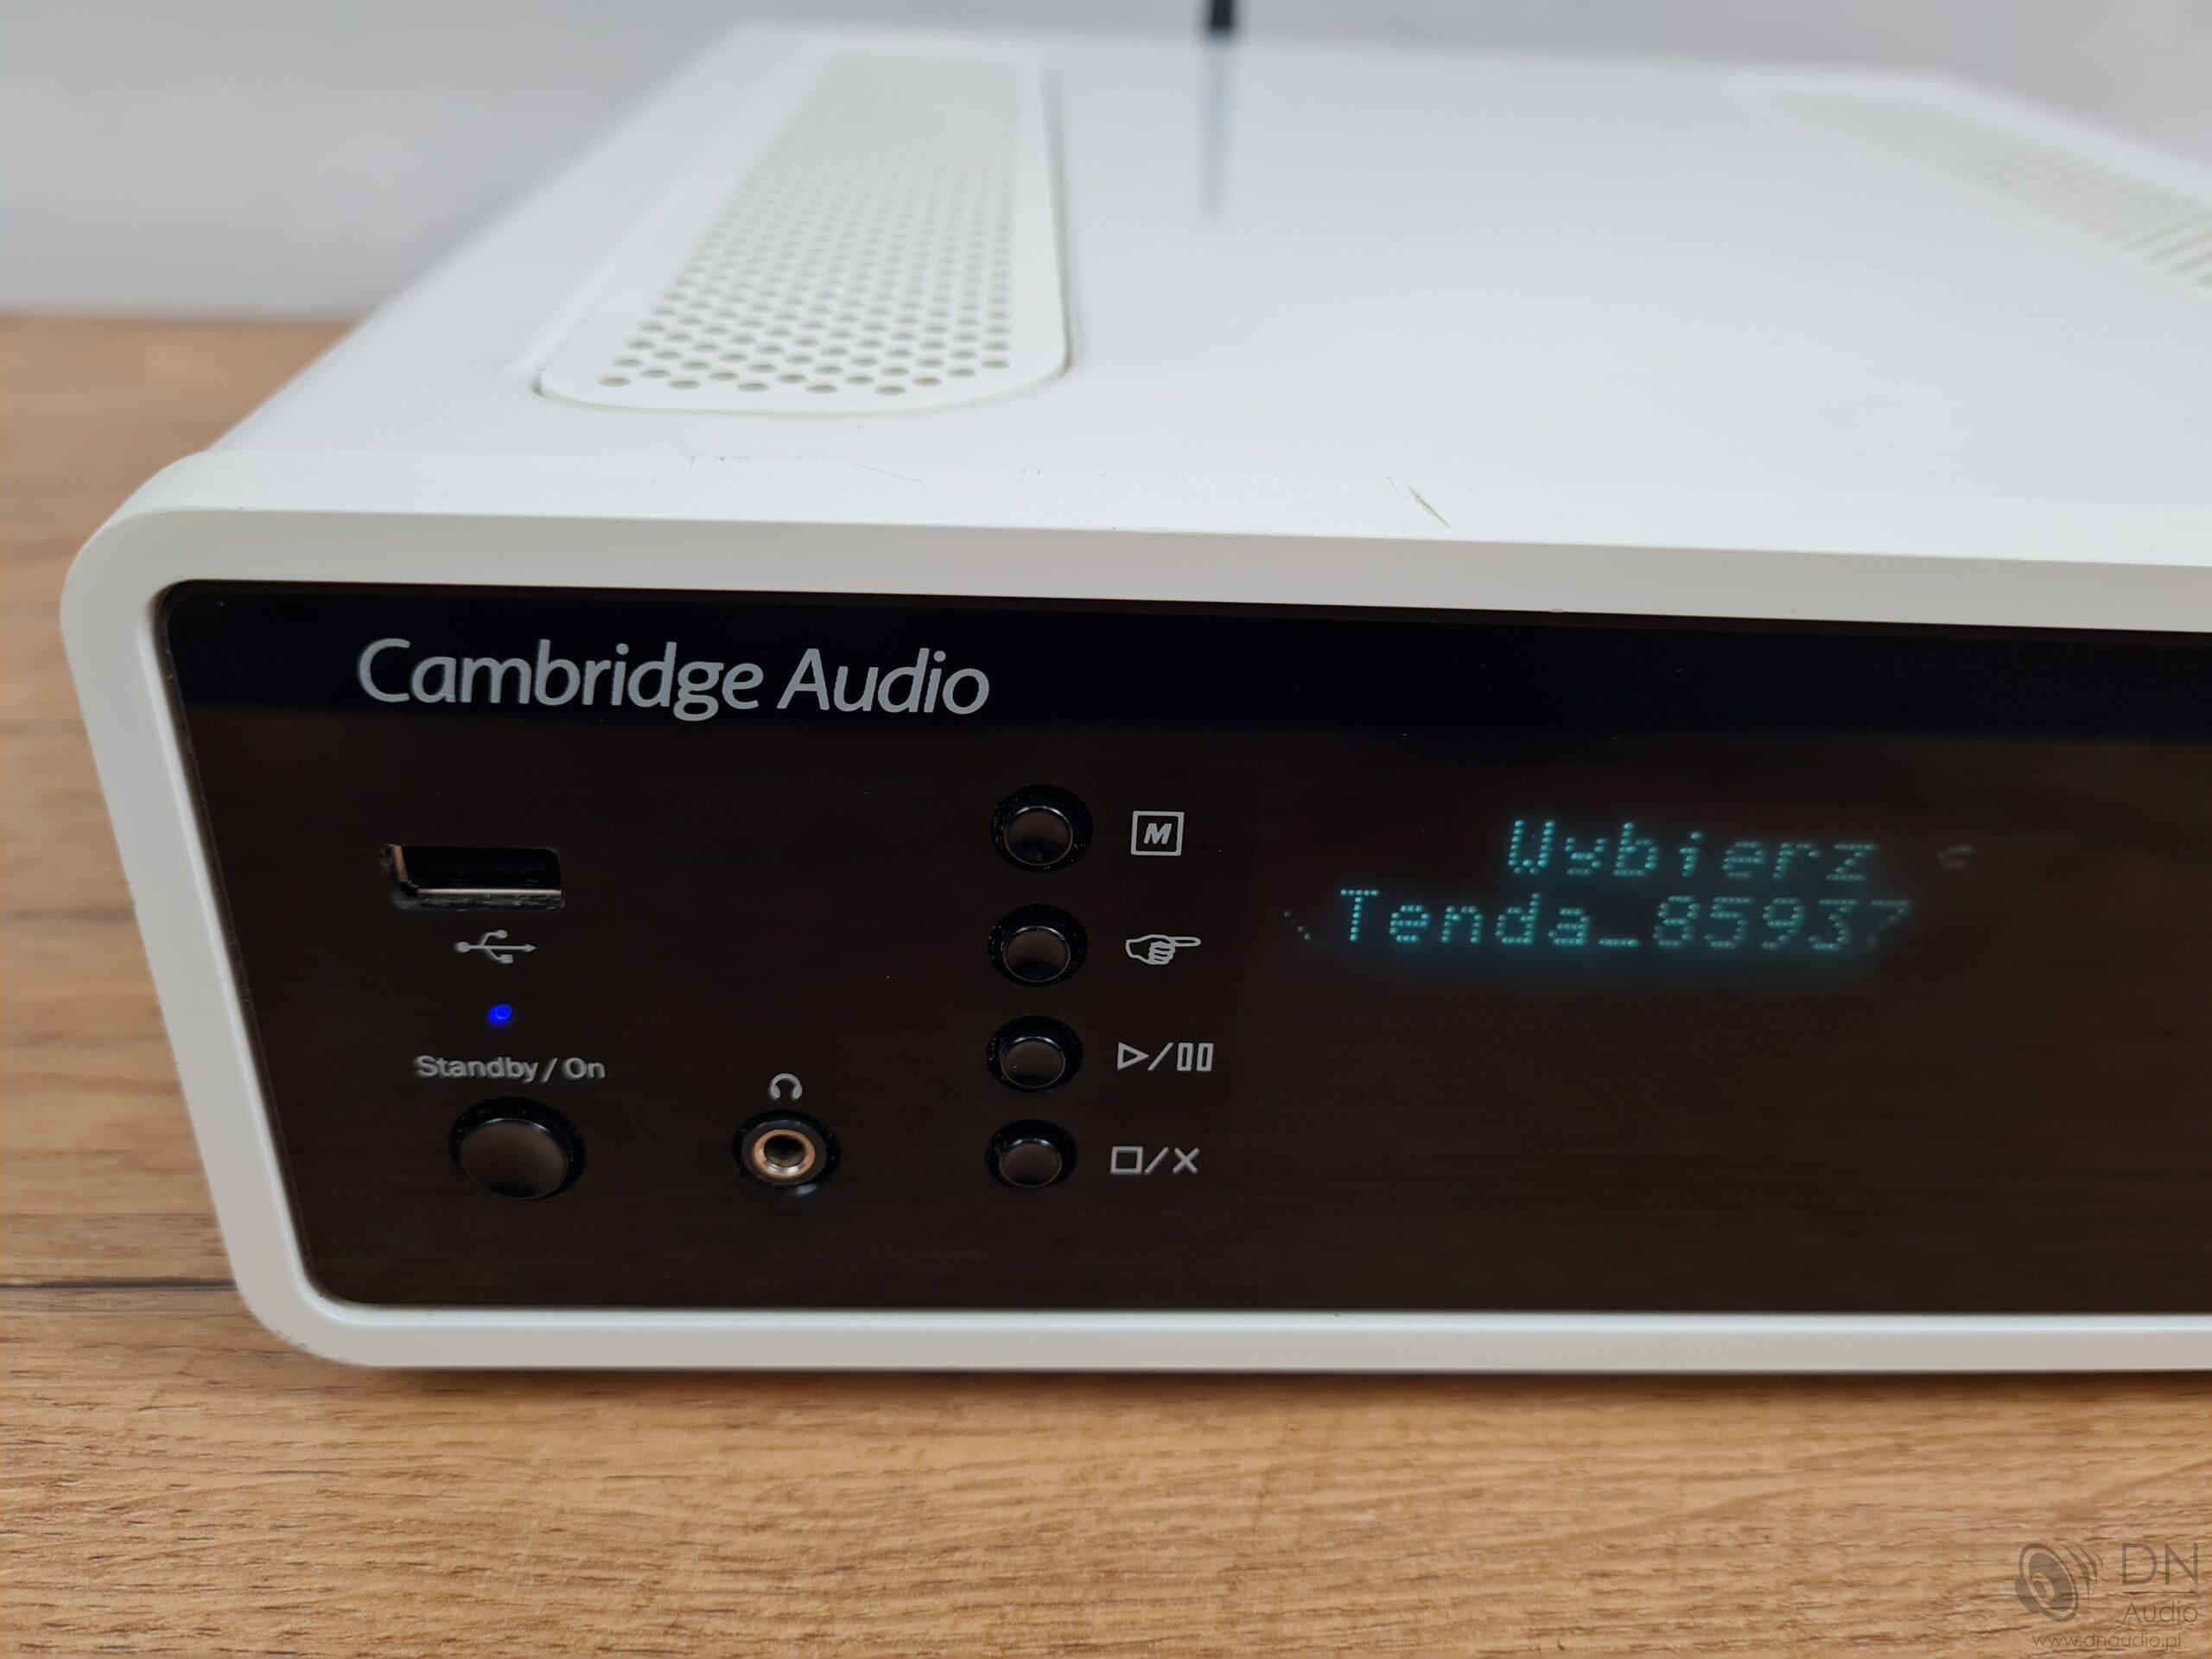 Cambridge Audio
M
Wybierz
Tenda_85937
Standby / On
DN
Audio
www.dnaudio.pl